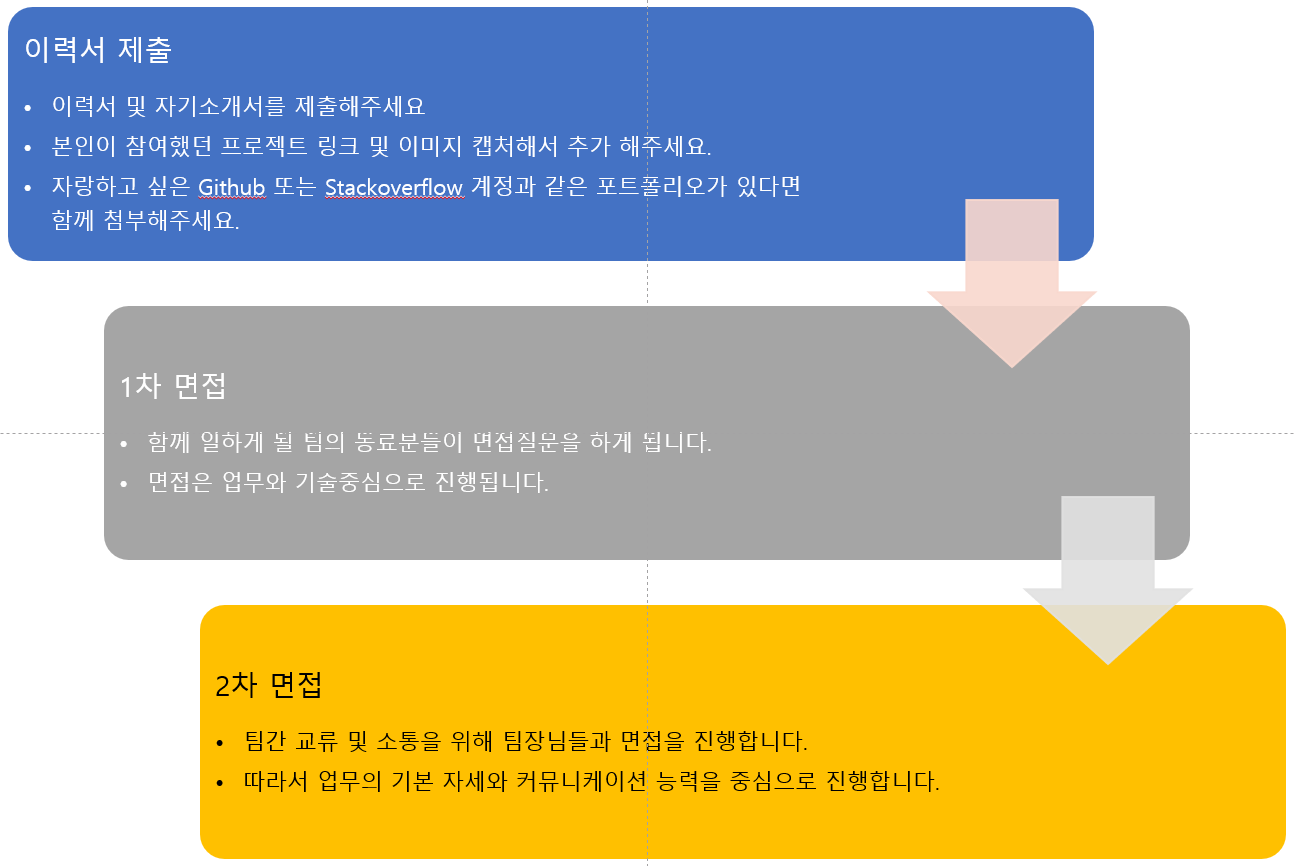 이력서 제출
• 이력서 및 자기소개서를 제출해주세요
• 본인이 참여했던 프로젝트 링크 및 이미지 캡처해서 추가 해주세요.
• 자랑하고 싶은 Github 또는 Stackoverflow 계정과 같은 포트폴리오가 있다면
함께 첨부해주세요.
1차 면접
• 함께 일하게 될 팀의 동료분들이 면접질문을 하게 됩니다.
• 면접은 업무와 기술중심으로 진행됩니다.
2차 면접
• 팀간 교류 및 소통을 위해 팀장님들과 면접을 진행합니다.
• 따라서 업무의 기본 자세와 커뮤니케이션 능력을 중심으로 진행합니다.